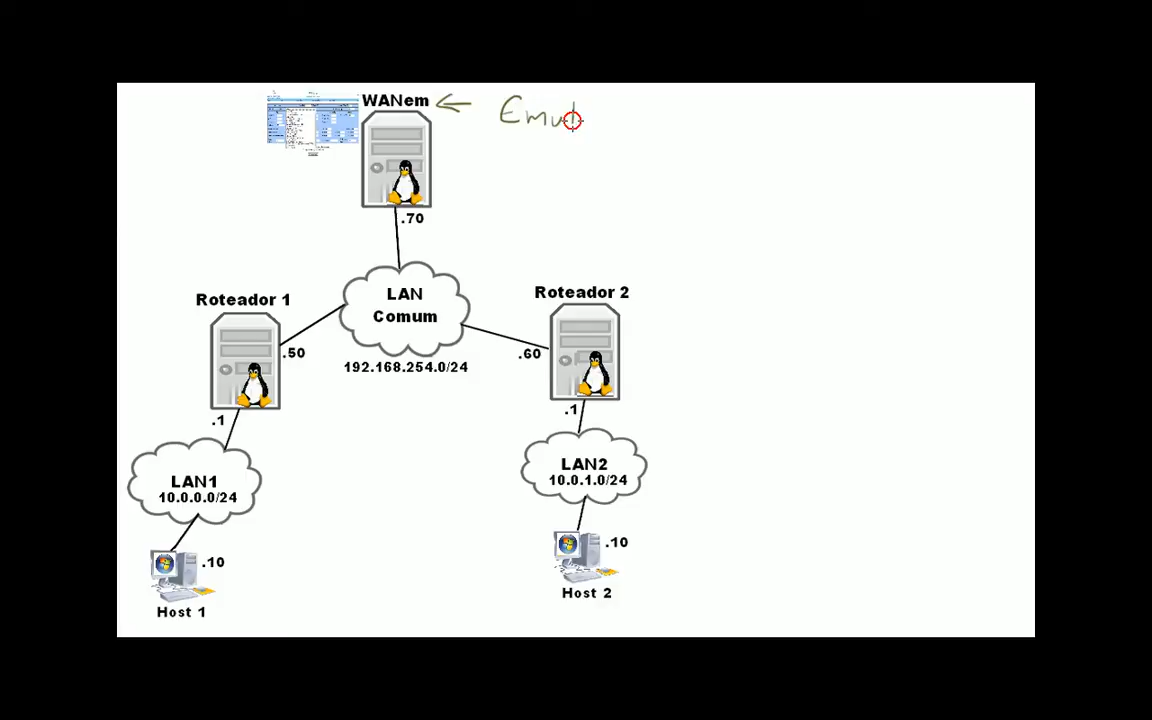 WANem ← Emul
.70
LAN
Comum
192.168.254.0/24
Roteador 1
.50
.1
Roteador 2
.60
.1
LAN1
10.0.0.0/24
.10
Host 1
LAN2
10.0.1.0/24
.10
Host 2